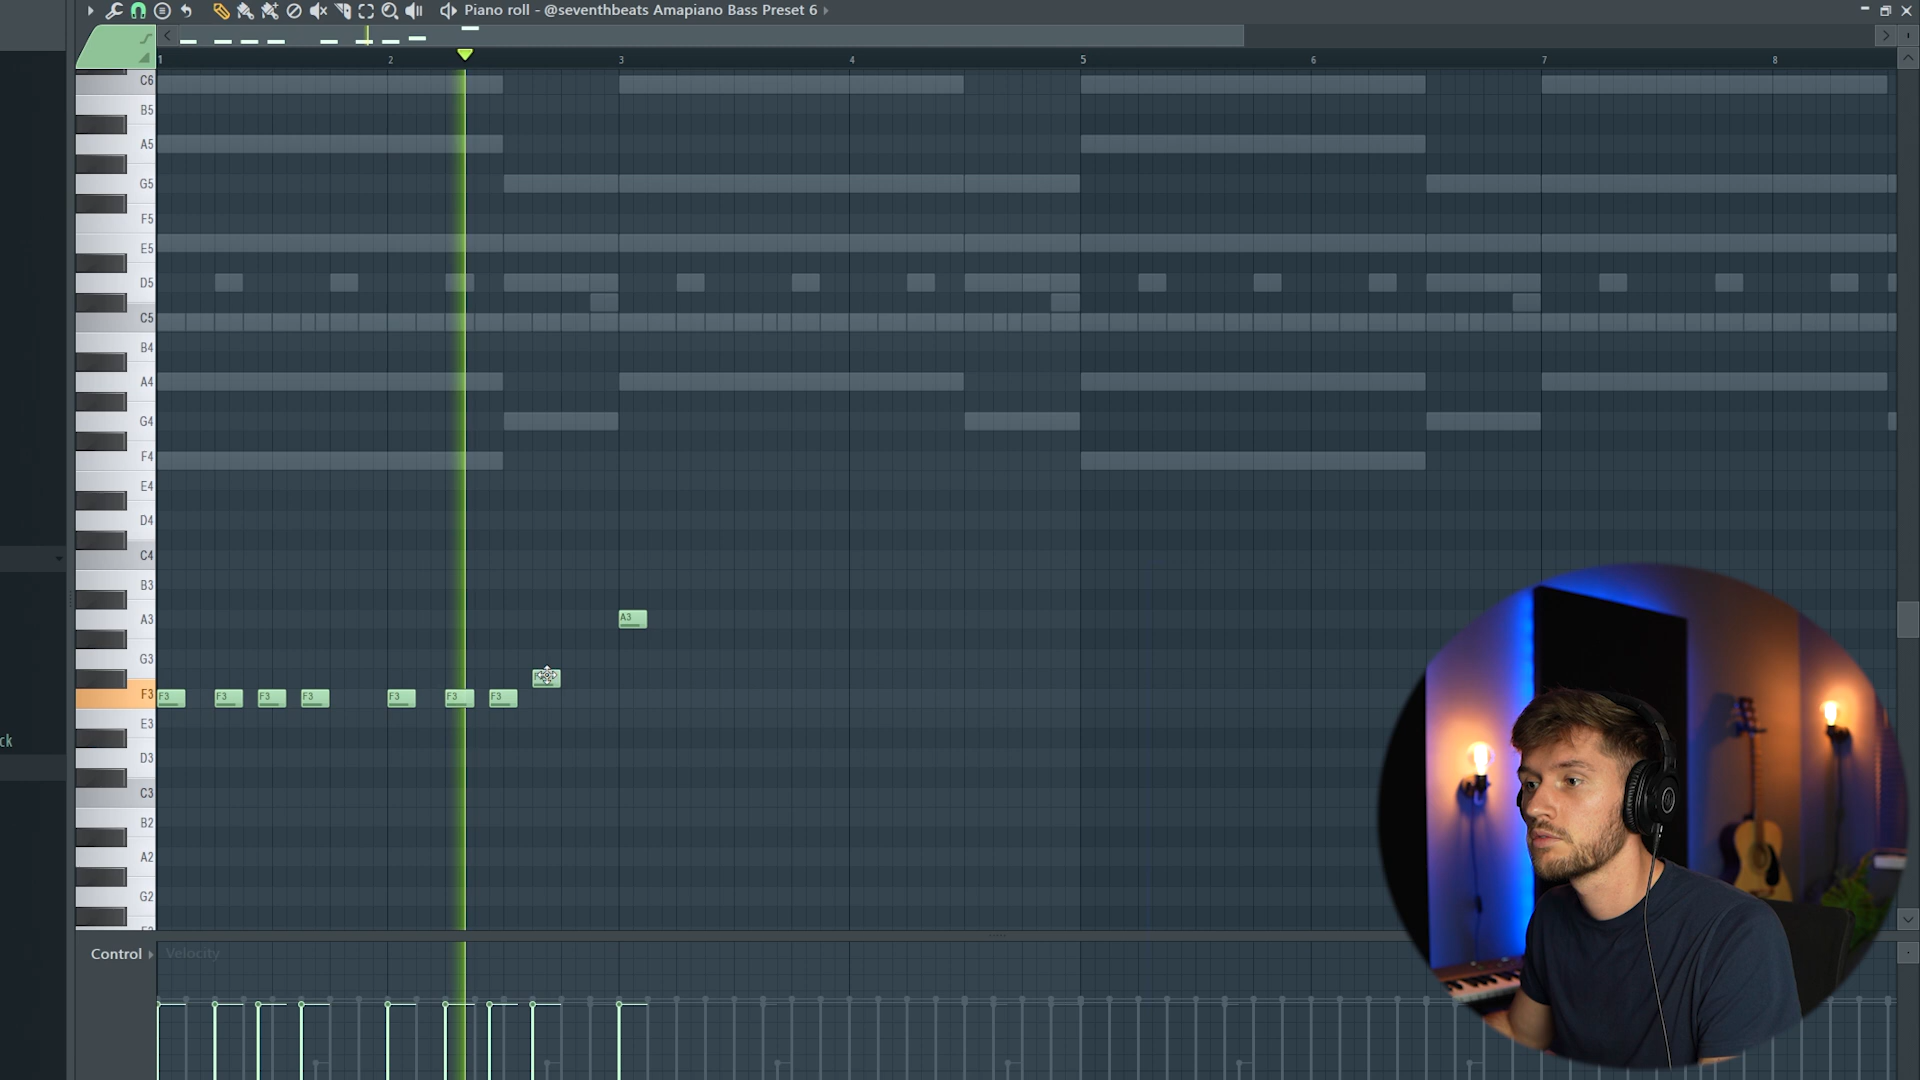 Piano roll - @seventhbeats Amapiano Bass Preset 6
1 2 3 4 5 6 7 8
C6
B5
A5
G5
F5
E5
D5
C5
B4
A4
G4
F4
E4
D4
C4
B3
A3 A3
G3
F3 F3 F3 F3 F3 F3 F3 F3
E3
D3
ck
C3
B2
A2
G2
Control Velocity